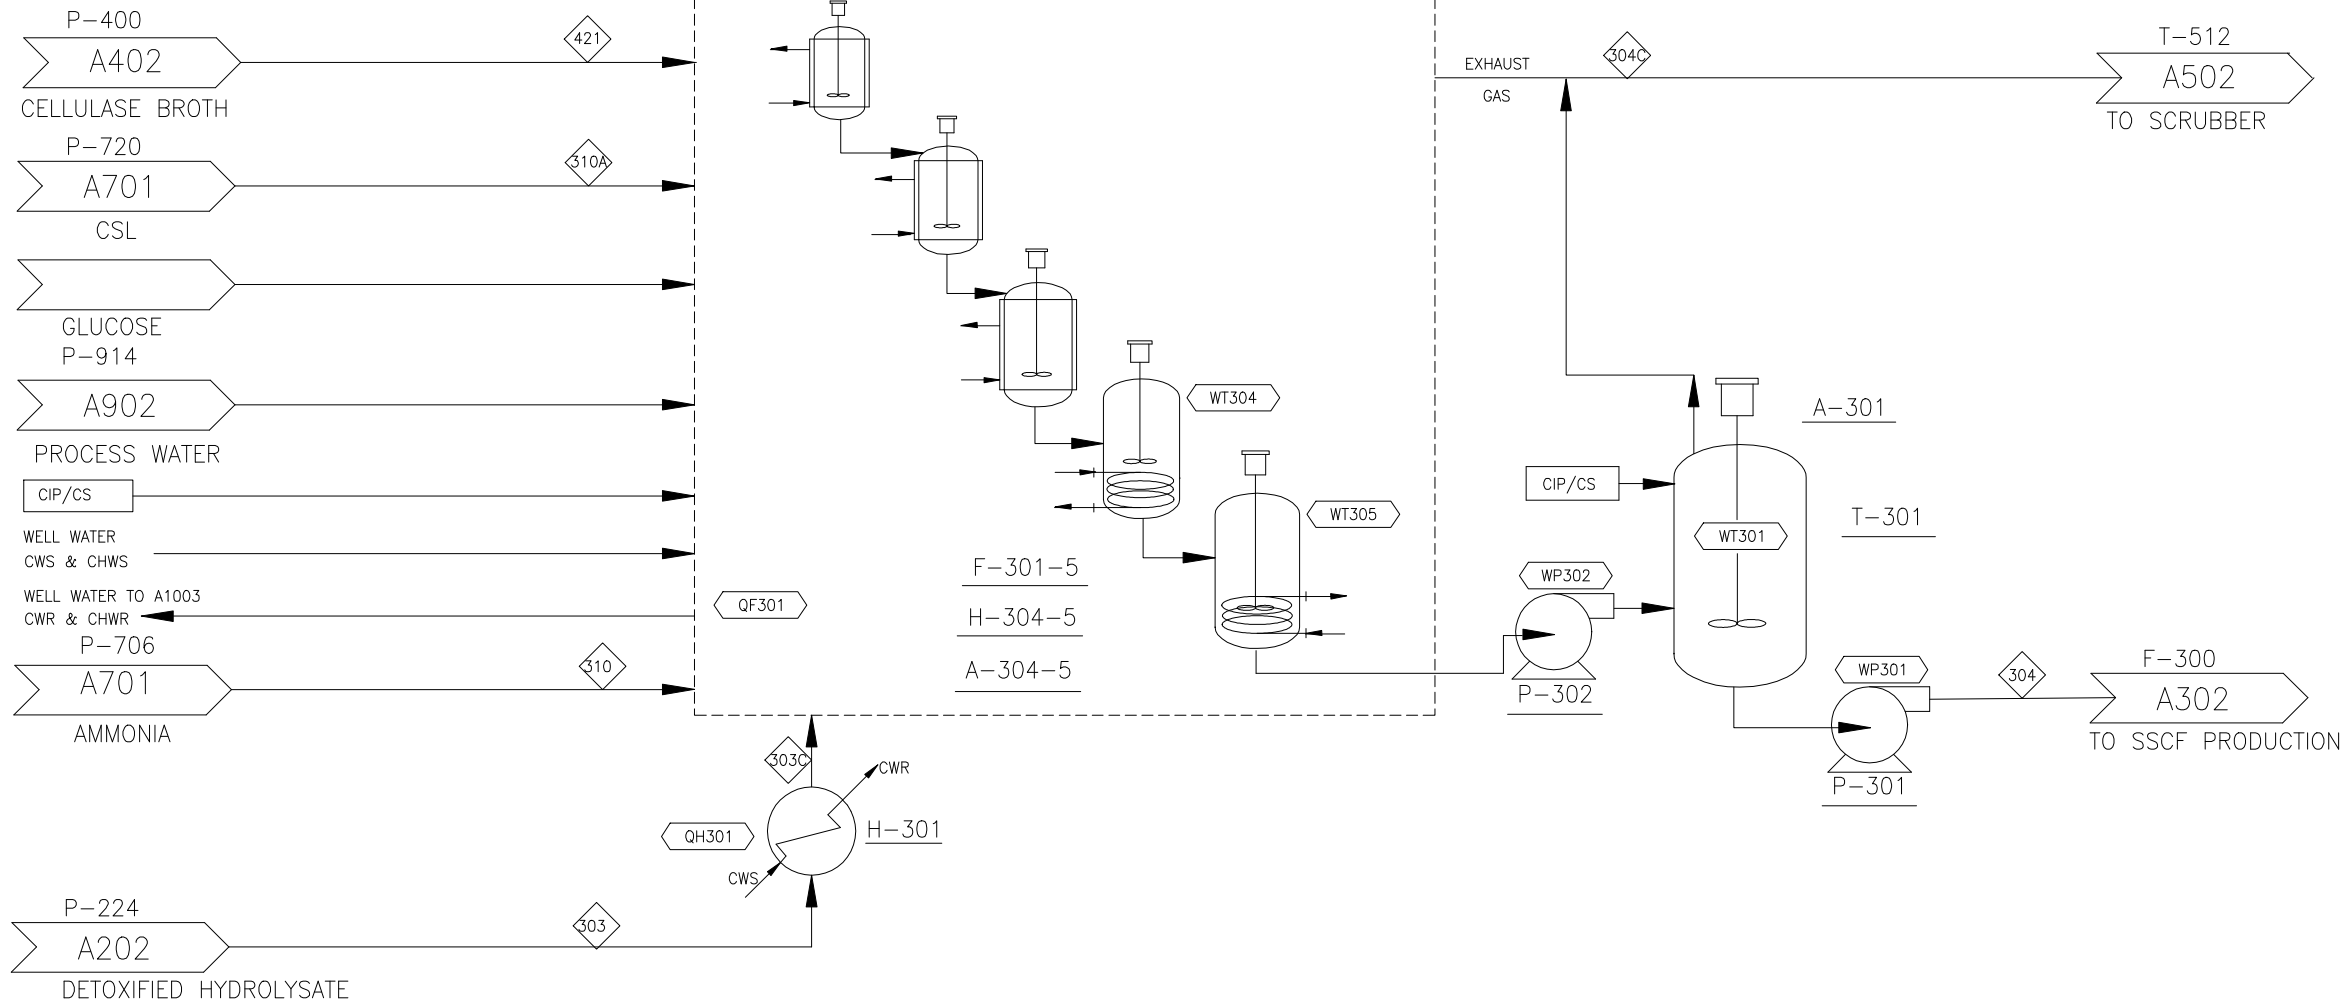 P-400
A402
421
CELLULASE BROTH
P-720
A701
310A
CSL
GLUCOSE
P-914
A902
PROCESS WATER
CIP/CS
WELL WATER
CWS & CHWS
WELL WATER TO A1003
CWR & CHWR
P-706
A701
310
AMMONIA
P-224
A202
303
DETOXIFIED HYDROLYSATE
QF301
303C
CWR
QH301
H-301
CWS
WT304
WT305
F-301-5
H-304-5
A-304-5
EXHAUST
GAS
304C
T-512
A502
TO SCRUBBER
A-301
CIP/CS
T-301
WT301
WP302
P-302
WP301
P-301
304
F-300
A302
TO SSCF PRODUCTION